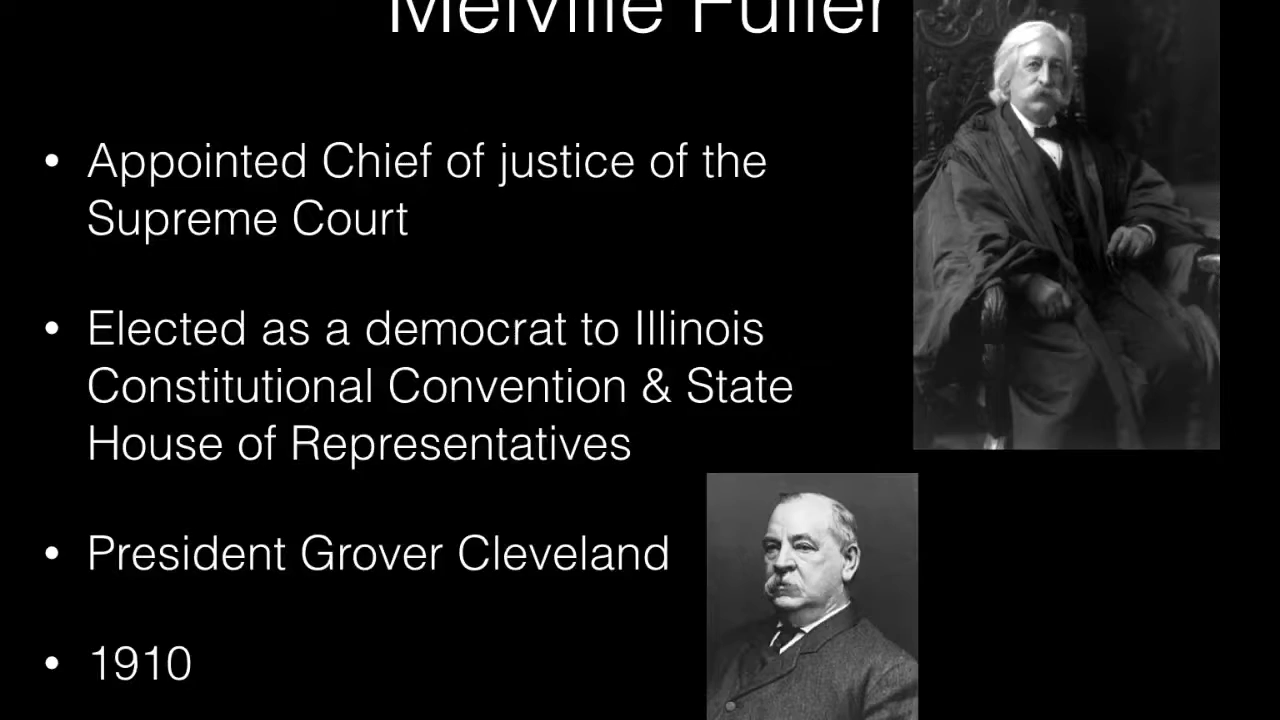 Melville Fuller
• Appointed Chief of justice of the
Supreme Court
• Elected as a democrat to Illinois
Constitutional Convention & State
House of Representatives
• President Grover Cleveland
• 1910